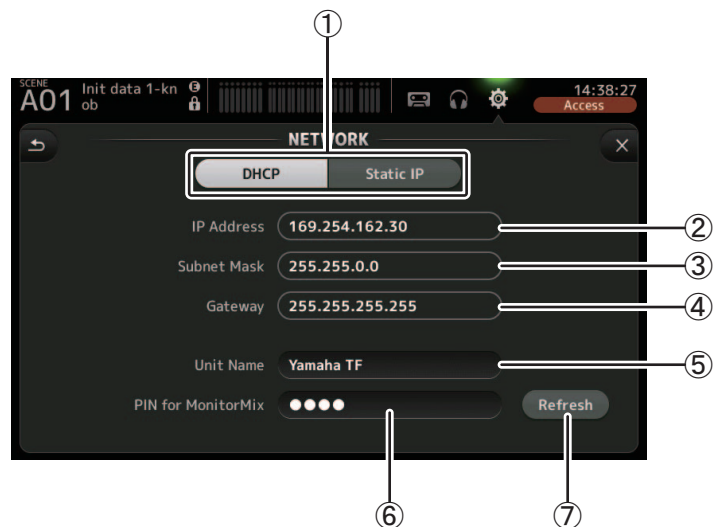 ①
SCENE
A01 Init data 1-kn
ob
E
14:38:27
Access
NETWORK
DHCP Static IP
IP Address 169.254.162.30 ②
Subnet Mask 255.255.0.0 ③
Gateway 255.255.255.255 ④
Unit Name Yamaha TF ⑤
PIN for MonitorMix ●●●● Refresh
⑥ ⑦